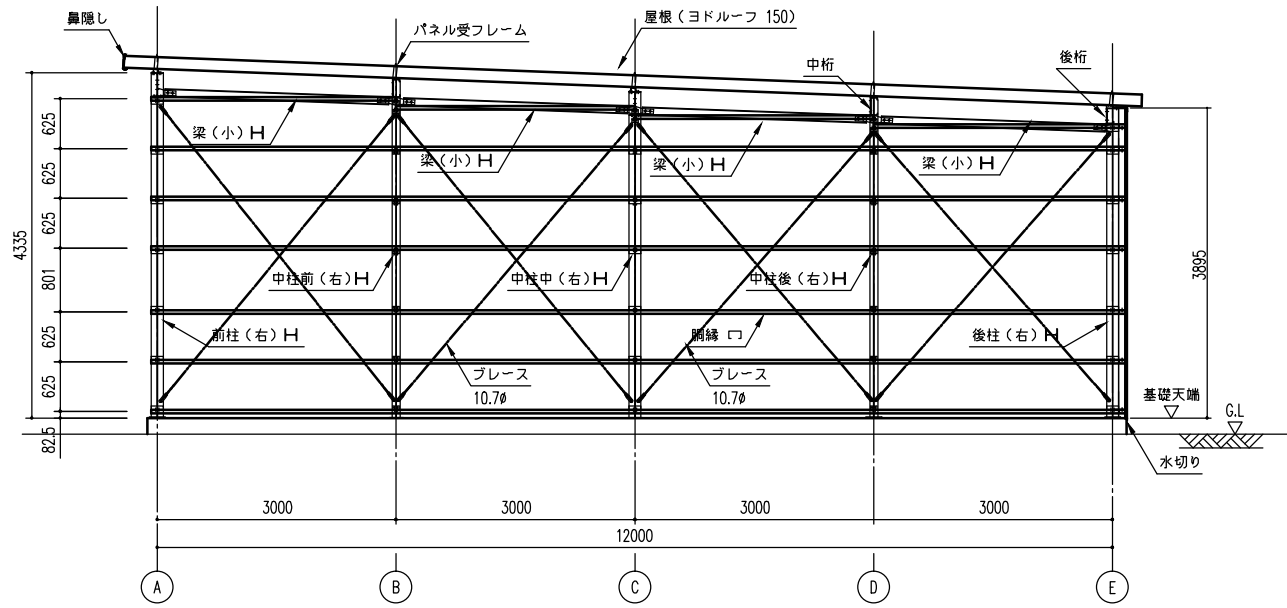 鼻隠し
パネル受フレーム
屋根(ヨドルーフ 150)
中桁
後桁
梁(小)H
梁(小)H
梁(小)H
梁(小)H
625
625
625
801
625
625
82.5
4335
3895
中柱前(右)H
中柱中(右)H
中柱後(右)H
前柱(右)H
胴縁 ロ
後柱(右)H
ブレース
10.7φ
ブレース
10.7φ
基礎天端
G.L
水切り
3000
3000
3000
3000
12000
A
B
C
D
E